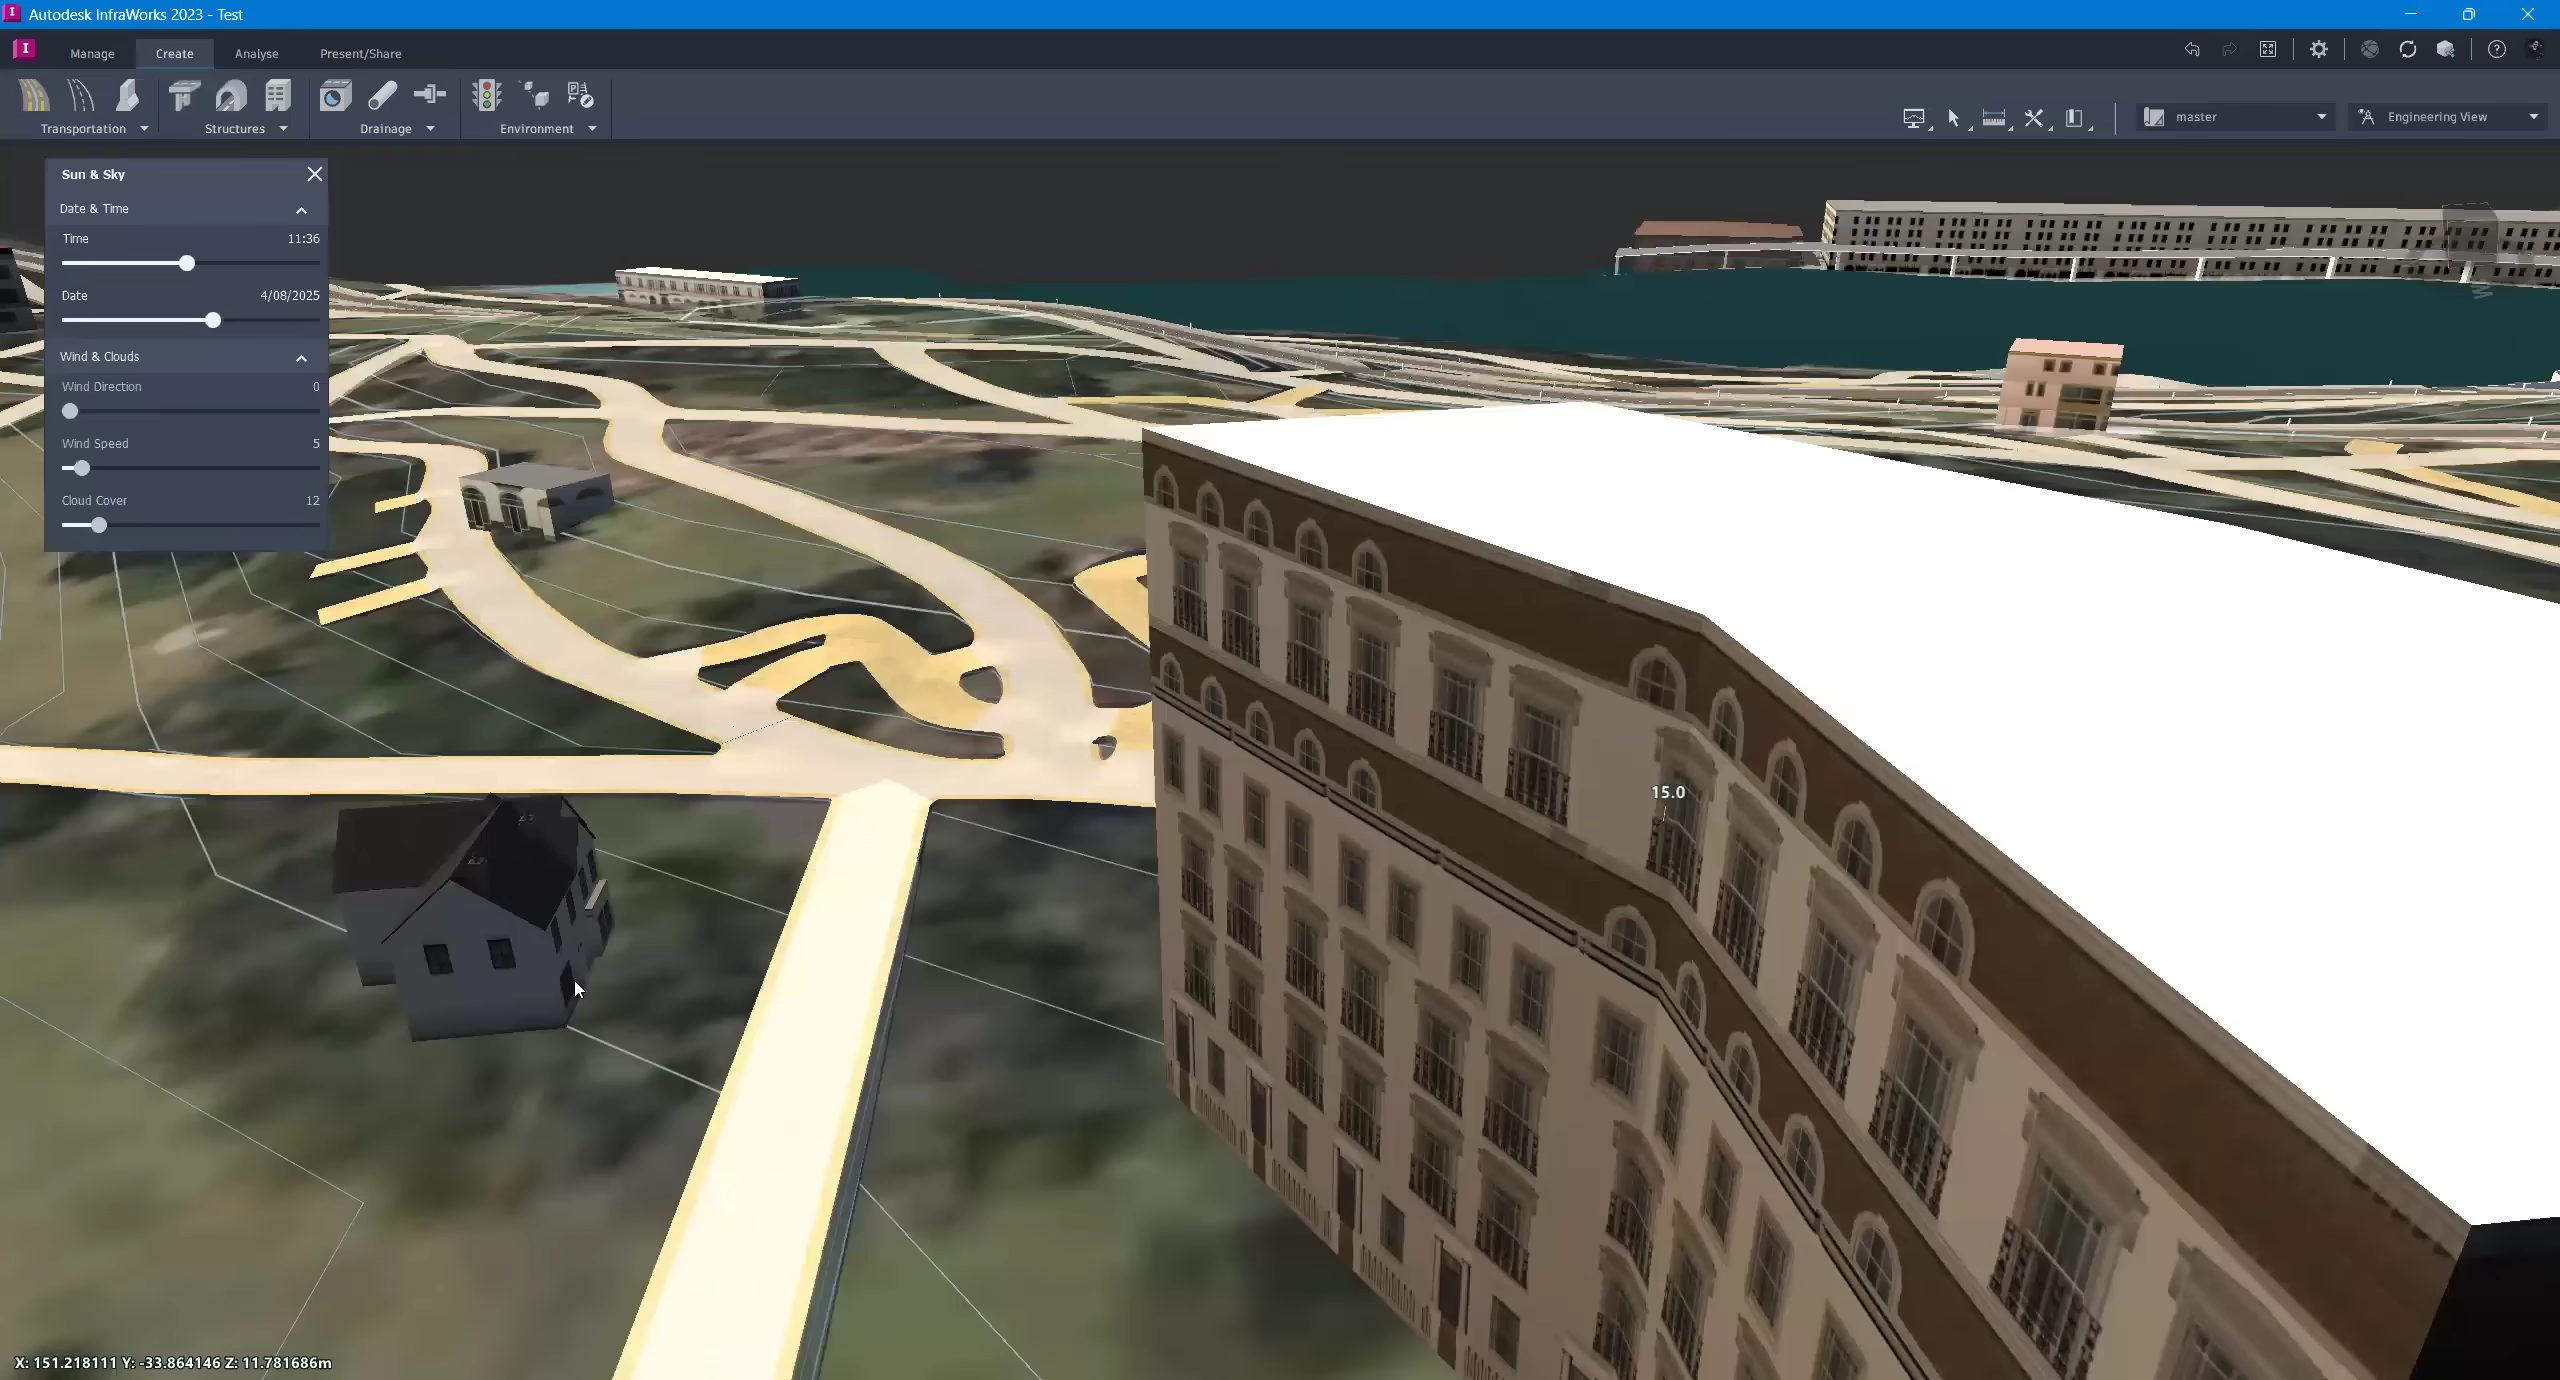 Autodesk InfraWorks 2023 - Test
Manage Create Analyse Present/Share
Transportation Structures Drainage Environment
master Engineering View
Sun & Sky
Date & Time
Time 11:36
Date 4/08/2025
Wind & Clouds
Wind Direction 0
Wind Speed 5
Cloud Cover 12
W
15.0
X: 151.218111 Y: -33.864146 Z: 11.781686m